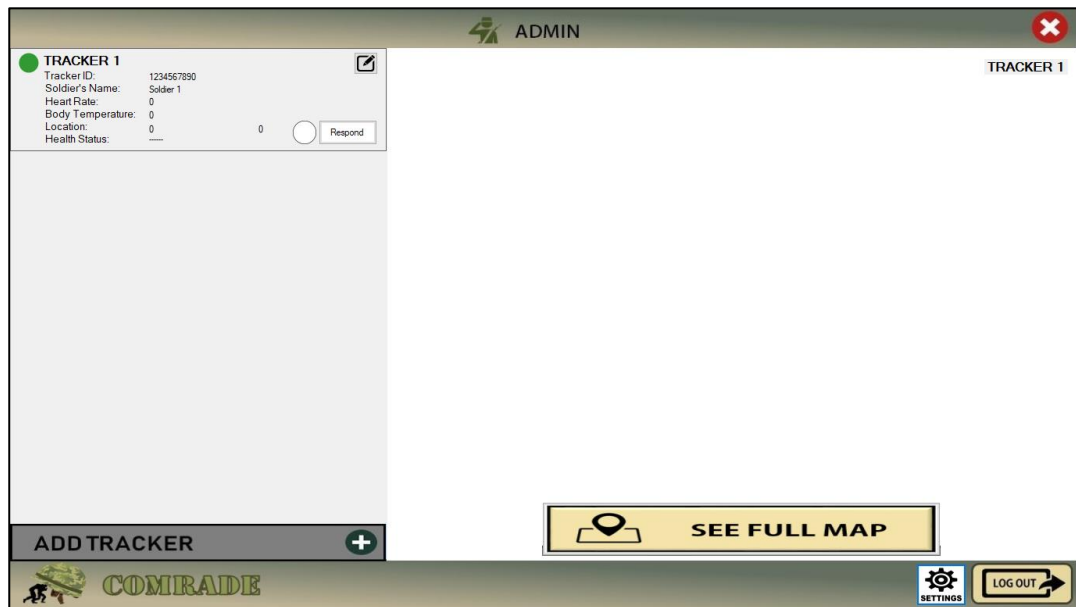 ADMIN
TRACKER 1
Tracker ID: 1234567890
Soldier's Name: Soldier 1
Heart Rate: 0
Body Temperature: 0
Location: 0 0
Health Status: -----
Respond
TRACKER 1
SEE FULL MAP
ADD TRACKER
COMRADE
SETTINGS
LOG OUT